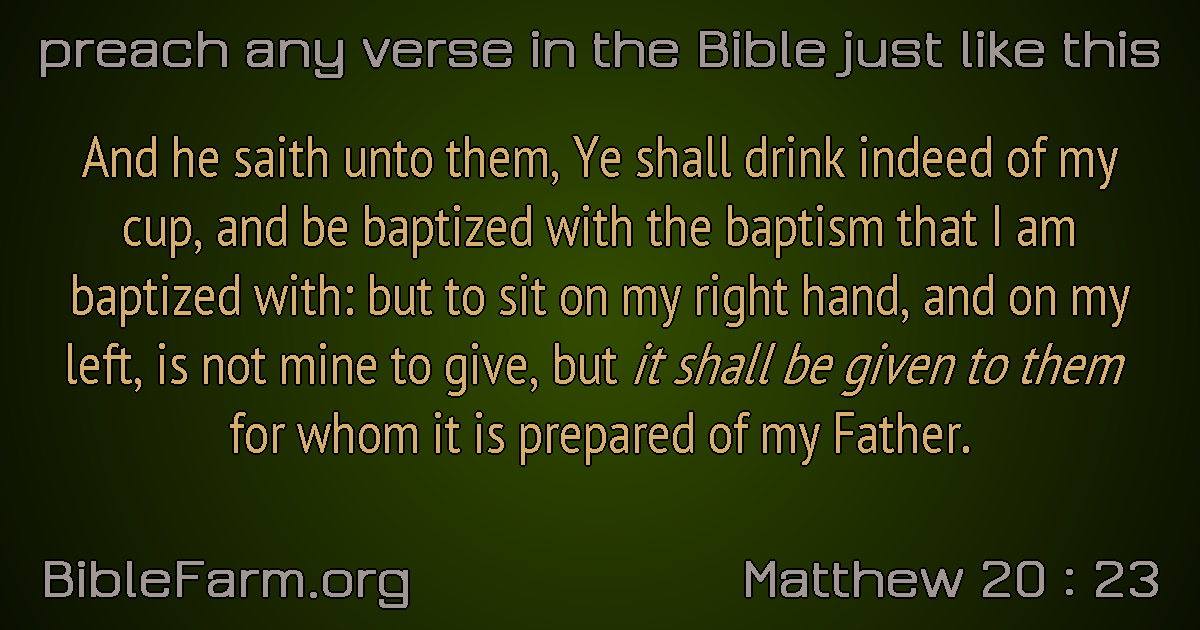 preach any verse in the Bible just like this
And he saith unto them, Ye shall drink indeed of my
cup, and be baptized with the baptism that I am
baptized with: but to sit on my right hand, and on my
left, is not mine to give, but it shall be given to them
for whom it is prepared of my Father.
BibleFarm.org
Matthew 20 : 23